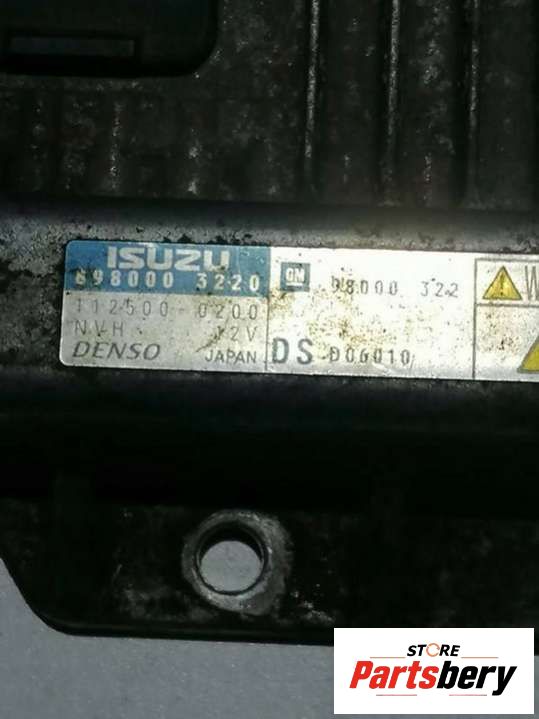 ISUZU
898000 3220
112500-0200
NVH 12V
DENSO JAPAN
GM 98000 322
DS D06010
STORE
Partsbery